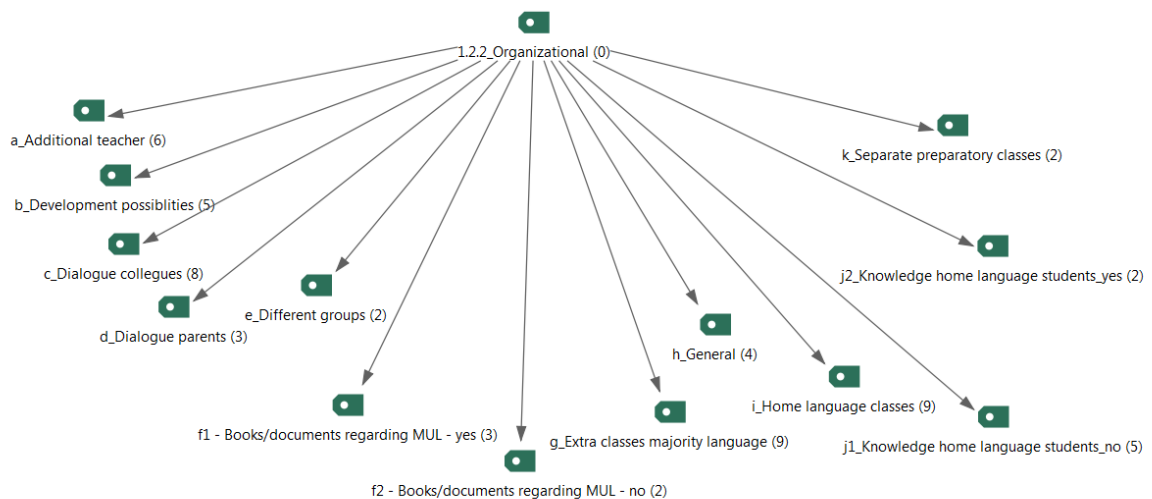 1.2.2_Organizational (0)
a_Additional teacher (6)
k_Separate preparatory classes (2)
b_Development possiblities (5)
c_Dialogue collegues (8)
j2_Knowledge home language students_yes (2)
e_Different groups (2)
d_Dialogue parents (3)
h_General (4)
i_Home language classes (9)
f1 - Books/documents regarding MUL - yes (3)
g_Extra classes majority language (9)
j1_Knowledge home language students_no (5)
f2 - Books/documents regarding MUL - no (2)